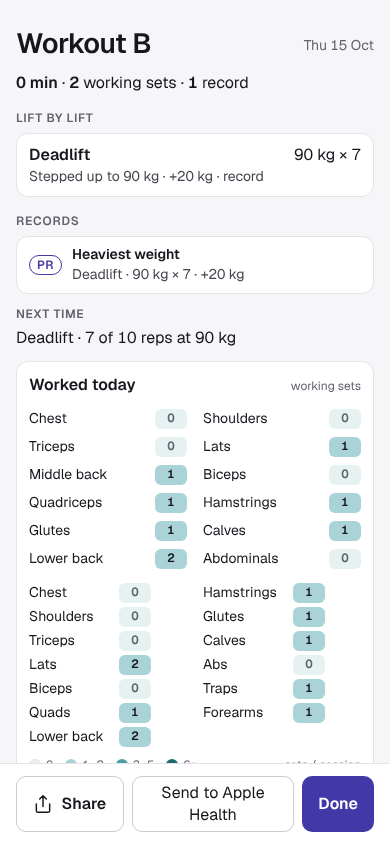 Workout B
Thu 15 Oct
0 min · 2 working sets · 1 record
LIFT BY LIFT
Deadlift 90 kg × 7
Stepped up to 90 kg · +20 kg · record
RECORDS
PR
Heaviest weight
Deadlift · 90 kg × 7 · +20 kg
NEXT TIME
Deadlift · 7 of 10 reps at 90 kg
Worked today working sets
Chest 0 Shoulders 0
Triceps 0 Lats 1
Middle back 1 Biceps 0
Quadriceps 1 Hamstrings 1
Glutes 1 Calves 1
Lower back 2 Abdominals 0
Chest 0 Hamstrings 1
Shoulders 0 Glutes 1
Triceps 0 Calves 1
Lats 2 Abs 0
Biceps 0 Traps 1
Quads 1 Forearms 1
Lower back 2
Share
Send to Apple
Health
Done